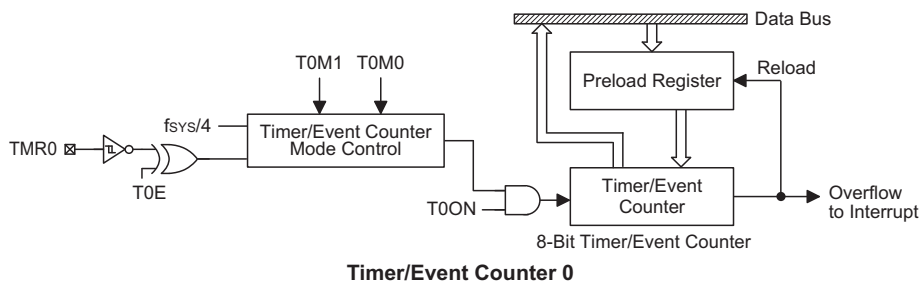 Data Bus
T0M1
T0M0
Preload Register
Reload
fSYS/4
Timer/Event Counter
Mode Control
TMR0
T0E
T0ON
Timer/Event
Counter
Overflow
to Interrupt
8-Bit Timer/Event Counter
Timer/Event Counter 0